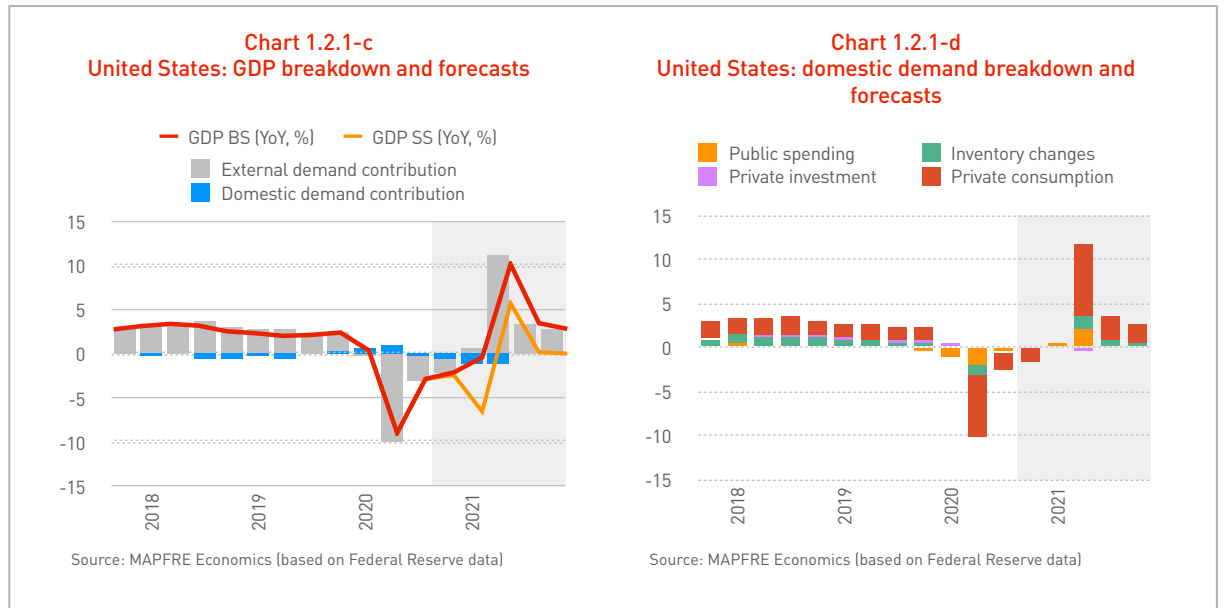 Chart 1.2.1-c
United States: GDP breakdown and forecasts
GDP BS (YoY, %) GDP SS (YoY, %)
External demand contribution
Domestic demand contribution
15
10
5
0
-5
-10
-15
2018 2019 2020 2021
Source: MAPFRE Economics (based on Federal Reserve data)
Chart 1.2.1-d
United States: domestic demand breakdown and
forecasts
Public spending Inventory changes
Private investment Private consumption
15
10
5
0
-5
-10
-15
2018 2019 2020 2021
Source: MAPFRE Economics (based on Federal Reserve data)